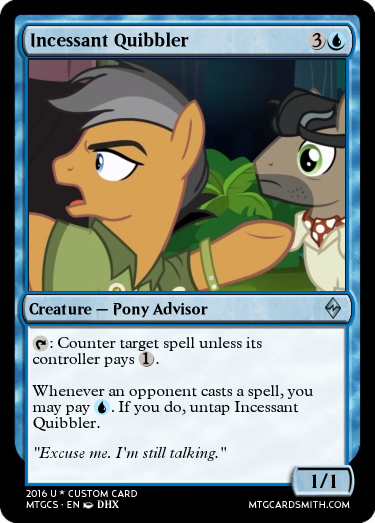 Incessant Quibbler 3
Creature — Pony Advisor
: Counter target spell unless its
controller pays 1.
Whenever an opponent casts a spell, you
may pay . If you do, untap Incessant
Quibbler.
"Excuse me. I'm still talking."
1/1
2016 U * CUSTOM CARD
MTGCS · EN DHX
MTGCARDSMITH.COM